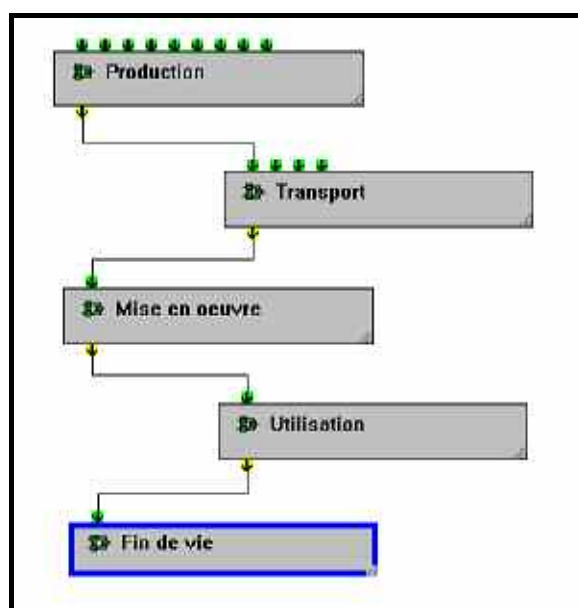 Production
Transport
Mise en oeuvre
Utilisation
Fin de vie